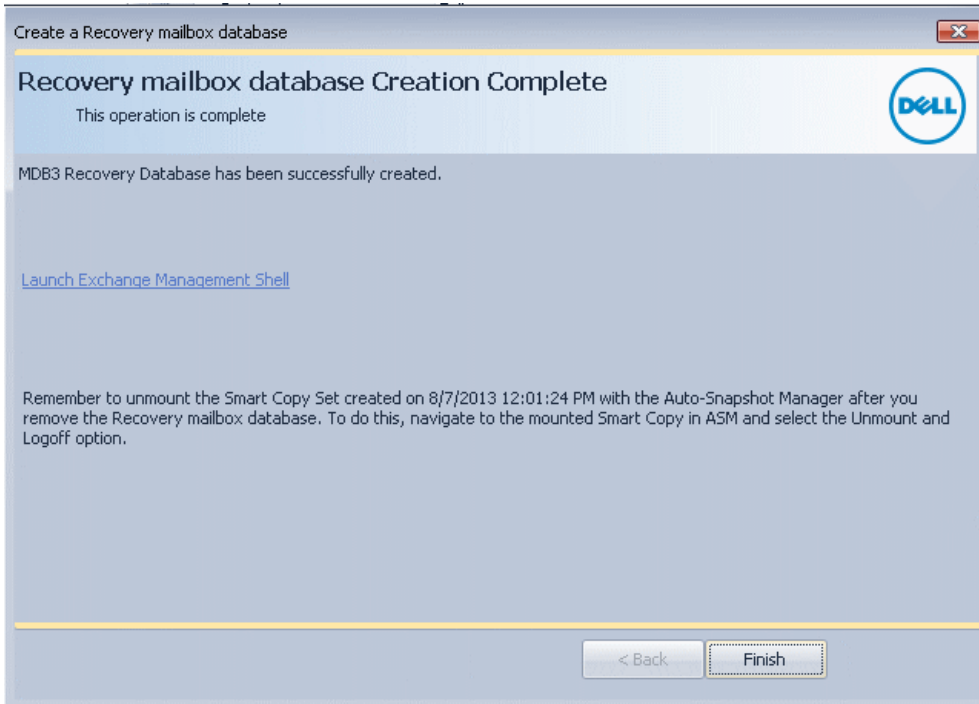 Create a Recovery mailbox database
Recovery mailbox database Creation Complete
This operation is complete
DELL
MDB3 Recovery Database has been successfully created.
Launch Exchange Management Shell
Remember to unmount the Smart Copy Set created on 8/7/2013 12:01:24 PM with the Auto-Snapshot Manager after you
remove the Recovery mailbox database. To do this, navigate to the mounted Smart Copy in ASM and select the Unmount and
Logoff option.
< Back
Finish